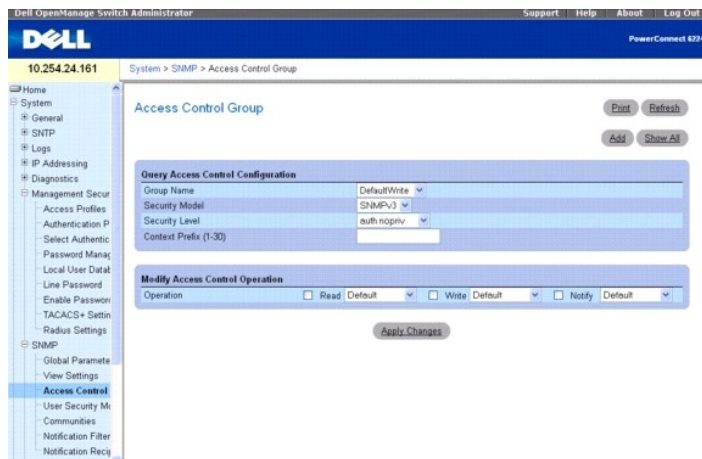 Dell OpenManage Switch Administrator Support Help About Log Out
DELL
PowerConnect 622
10.254.24.161
System > SNMP > Access Control Group
Home
System
General
SNTP
Logs
IP Addressing
Diagnostics
Management Secur
Access Profiles
Authentication P
Select Authentic
Password Manag
Local User Datab
Line Password
Enable Passwor
TACACS+ Settin
Radius Settings
SNMP
Global Paramete
View Settings
Access Control
User Security Mo
Communities
Notification Filter
Notification Recip
Access Control Group
Print Refresh
Add Show All
Query Access Control Configuration
Group Name DefaultWrite
Security Model SNMPv3
Security Level auth nopriv
Context Prefix (1-30)
Modify Access Control Operation
Operation Read Default Write Default Notify Default
Apply Changes